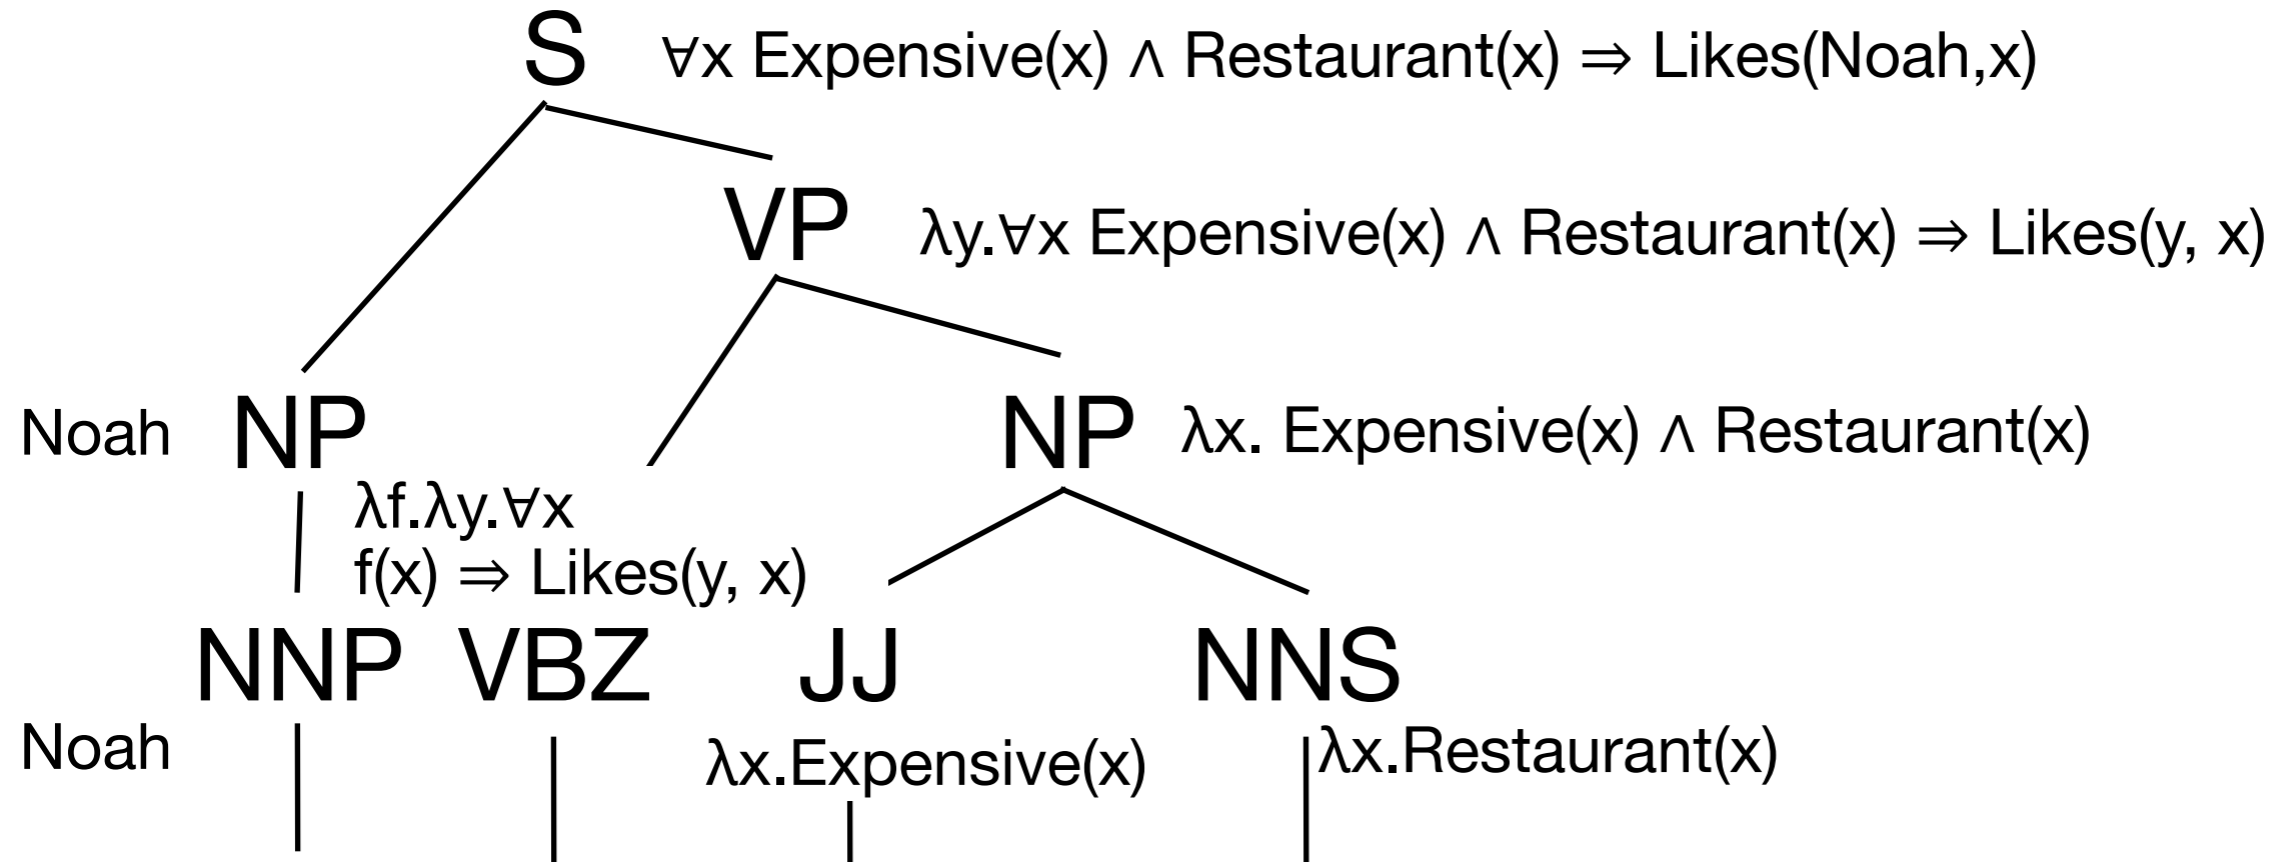 S ∀x Expensive(x) ∧ Restaurant(x) ⇒ Likes(Noah,x)
VP λy.∀x Expensive(x) ∧ Restaurant(x) ⇒ Likes(y, x)
Noah NP NP λx. Expensive(x) ∧ Restaurant(x)
λf.λy.∀x
f(x) ⇒ Likes(y, x)
NNP VBZ JJ NNS
Noah λx.Expensive(x) λx.Restaurant(x)